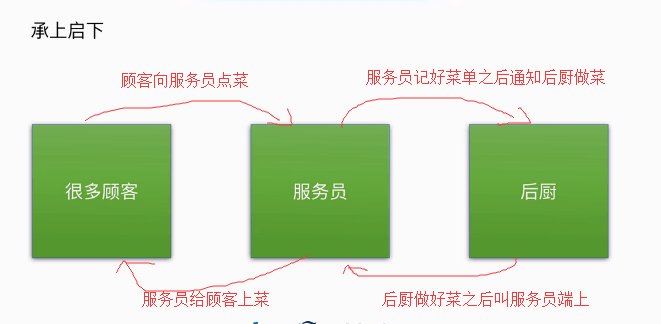 承上启下
顾客向服务员点菜
服务员记好菜单之后通知后厨做菜
很多顾客
服务员
后厨
服务员给顾客上菜
后厨做好菜之后叫服务员端上